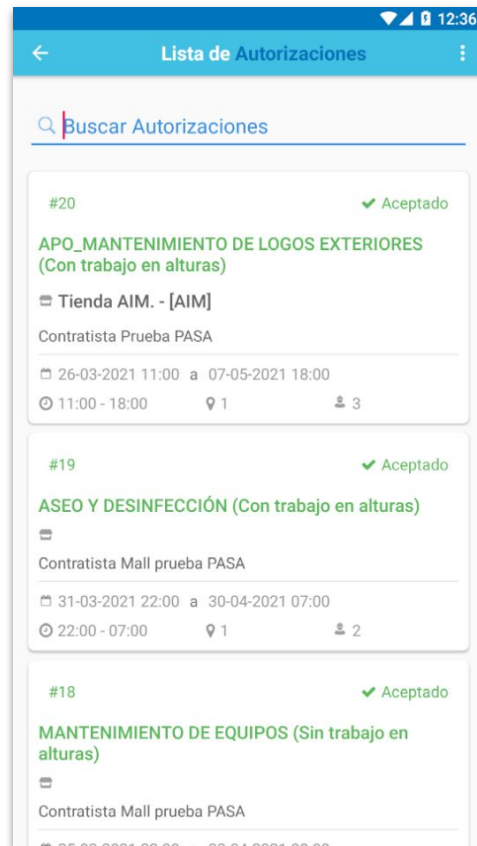 12:36
Lista de Autorizaciones
Buscar Autorizaciones
#20 Aceptado
APO_MANTENIMIENTO DE LOGOS EXTERIORES
(Con trabajo en alturas)
Tienda AIM. - [AIM]
Contratista Prueba PASA
26-03-2021 11:00 a 07-05-2021 18:00
11:00 - 18:00 1 3
#19 Aceptado
ASEO Y DESINFECCIÓN (Con trabajo en alturas)
Contratista Mall prueba PASA
31-03-2021 22:00 a 30-04-2021 07:00
22:00 - 07:00 1 2
#18 Aceptado
MANTENIMIENTO DE EQUIPOS (Sin trabajo en
alturas)
Contratista Mall prueba PASA